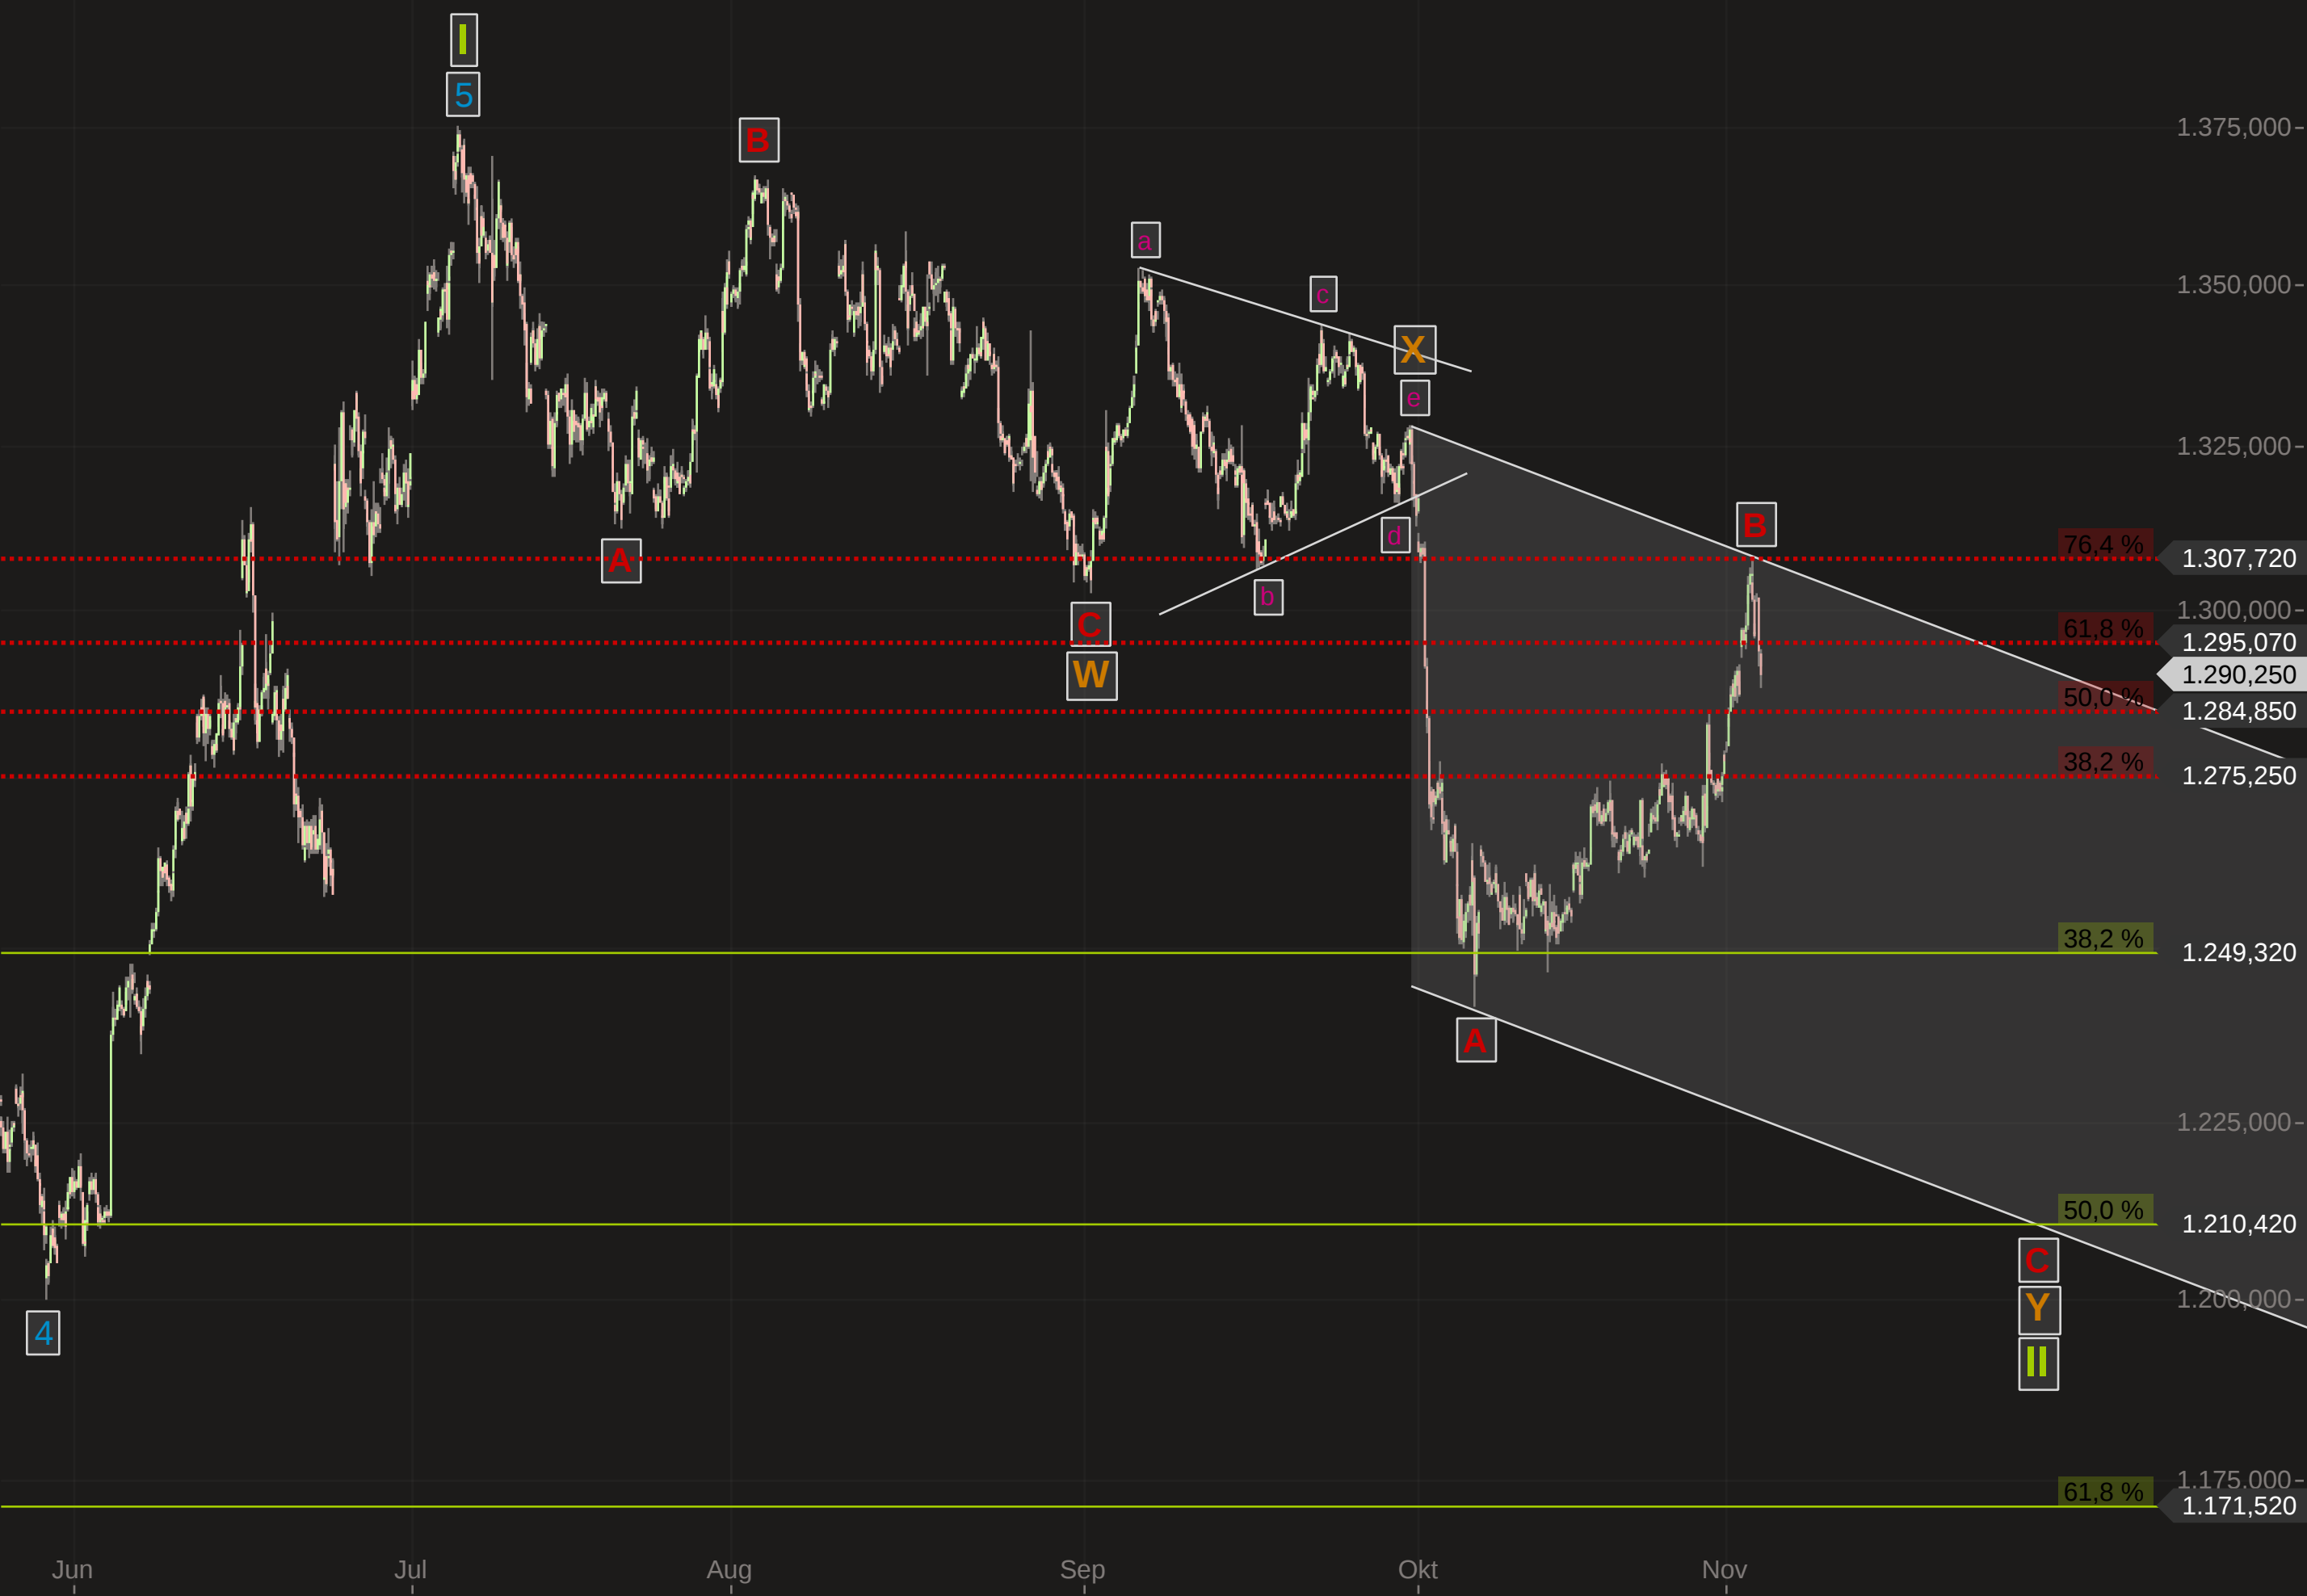 I
5
B
1.375,000
a
1.350,000
c
X
e
1.325,000
B
d
A
76,4 %
1.307,720
b
C
1.300,000
61,8 %
1.295,070
W
1.290,250
50,0 %
1.284,850
38,2 %
1.275,250
38,2 %
1.249,320
A
1.225,000
50,0 %
1.210,420
C
1.200,000
Y
4
II
1.175,000
61,8 %
1.171,520
Jun Jul Aug Sep Okt Nov